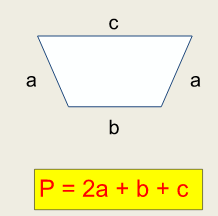 c
a a
b
P = 2a + b + c